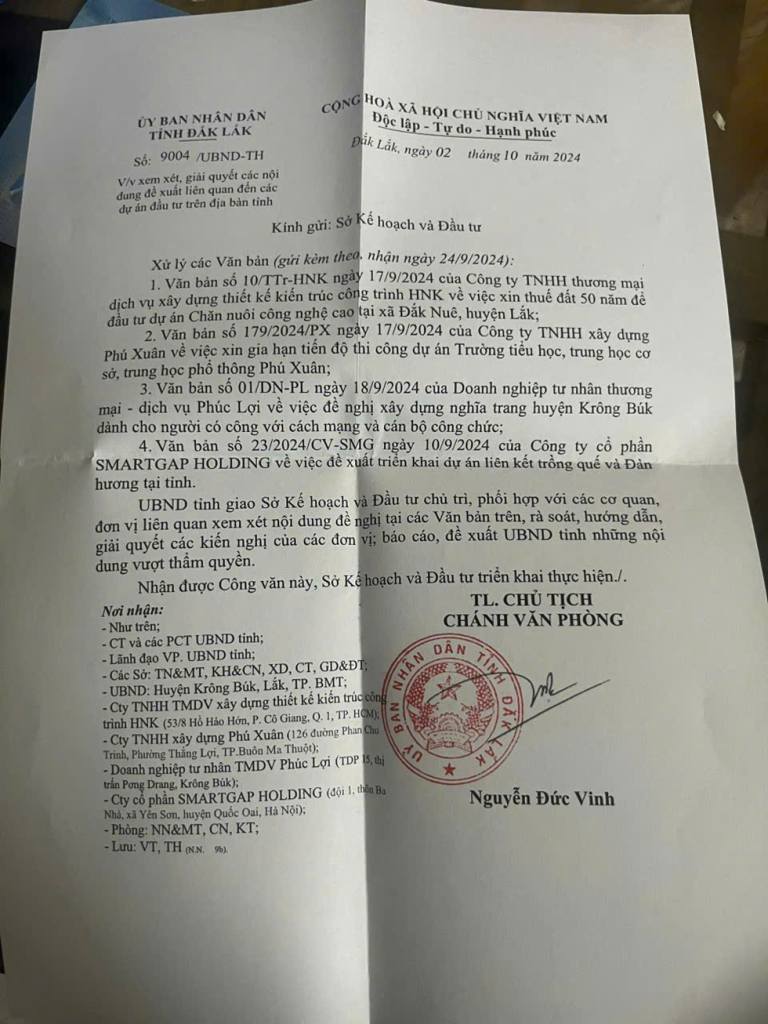 ỦY BAN NHÂN DÂN
TỈNH ĐẮK LẮK
Số: 9004 /UBND-TH
V/v xem xét, giải quyết các nội
dung đề xuất liên quan đến các
dự án đầu tư trên địa bàn tỉnh
CỘNG HOÀ XÃ HỘI CHỦ NGHĨA VIỆT NAM
Độc lập - Tự do - Hạnh phúc
Đắk Lắk, ngày 02 tháng 10 năm 2024
Kính gửi: Sở Kế hoạch và Đầu tư
Xử lý các Văn bản (gửi kèm theo, nhận ngày 24/9/2024):
1. Văn bản số 10/TTr-HNK ngày 17/9/2024 của Công ty TNHH thương mại
dịch vụ xây dựng thiết kế kiến trúc công trình HNK về việc xin thuế đất 50 năm để
đầu tư dự án Chăn nuôi công nghệ cao tại xã Đắk Nuê, huyện Lắk;
2. Văn bản số 179/2024/PX ngày 17/9/2024 của Công ty TNHH xây dựng
Phú Xuân về việc xin gia hạn tiến độ thi công dự án Trường tiểu học, trung học cơ
sở, trung học phổ thông Phú Xuân;
3. Văn bản số 01/DN-PL ngày 18/9/2024 của Doanh nghiệp tư nhân thương
mại - dịch vụ Phúc Lợi về việc đề nghị xây dựng nghĩa trang huyện Krông Búk
dành cho người có công với cách mạng và cán bộ công chức;
4. Văn bản số 23/2024/CV-SMG ngày 10/9/2024 của Công ty cổ phần
SMARTGAP HOLDING về việc đề xuất triển khai dự án liên kết trồng quế và Đàn
hương tại tỉnh.
UBND tỉnh giao Sở Kế hoạch và Đầu tư chủ trì, phối hợp với các cơ quan,
đơn vị liên quan xem xét nội dung đề nghị tại các Văn bản trên, rà soát, hướng dẫn,
giải quyết các kiến nghị của các đơn vị; báo cáo, đề xuất UBND tỉnh những nội
dung vượt thẩm quyền.
Nhận được Công văn này, Sở Kế hoạch và Đầu tư triển khai thực hiện./.
Nơi nhận:
- Như trên;
- CT và các PCT UBND tỉnh;
- Lãnh đạo VP. UBND tỉnh;
- Các Sở: TN&MT, KH&CN, XD, CT, GD&ĐT;
- UBND: Huyện Krông Búk, Lắk, TP. BMT;
- Cty TNHH TMDV xây dựng thiết kế kiến trúc công
trình HNK (53/8 Hồ Hảo Hớn, P. Cô Giang, Q. 1, TP. HCM);
- Cty TNHH xây dựng Phú Xuân (126 đường Phan Chu
Trinh, Phường Thắng Lợi, TP.Buôn Ma Thuột);
- Doanh nghiệp tư nhân TMDV Phúc Lợi (TDP 15, thị
trấn Pơng Drang, Krông Búk);
- Cty cổ phần SMARTGAP HOLDING (đội 1, thôn Ba
Nhà, xã Yên Sơn, huyện Quốc Oai, Hà Nội);
- Phòng: NN&MT, CN, KT;
- Lưu: VT, TH (N.N. 9b).
TL. CHỦ TỊCH
CHÁNH VĂN PHÒNG
ỦY BAN NHÂN DÂN TỈNH ĐẮK LẮK
Nguyễn Đức Vinh